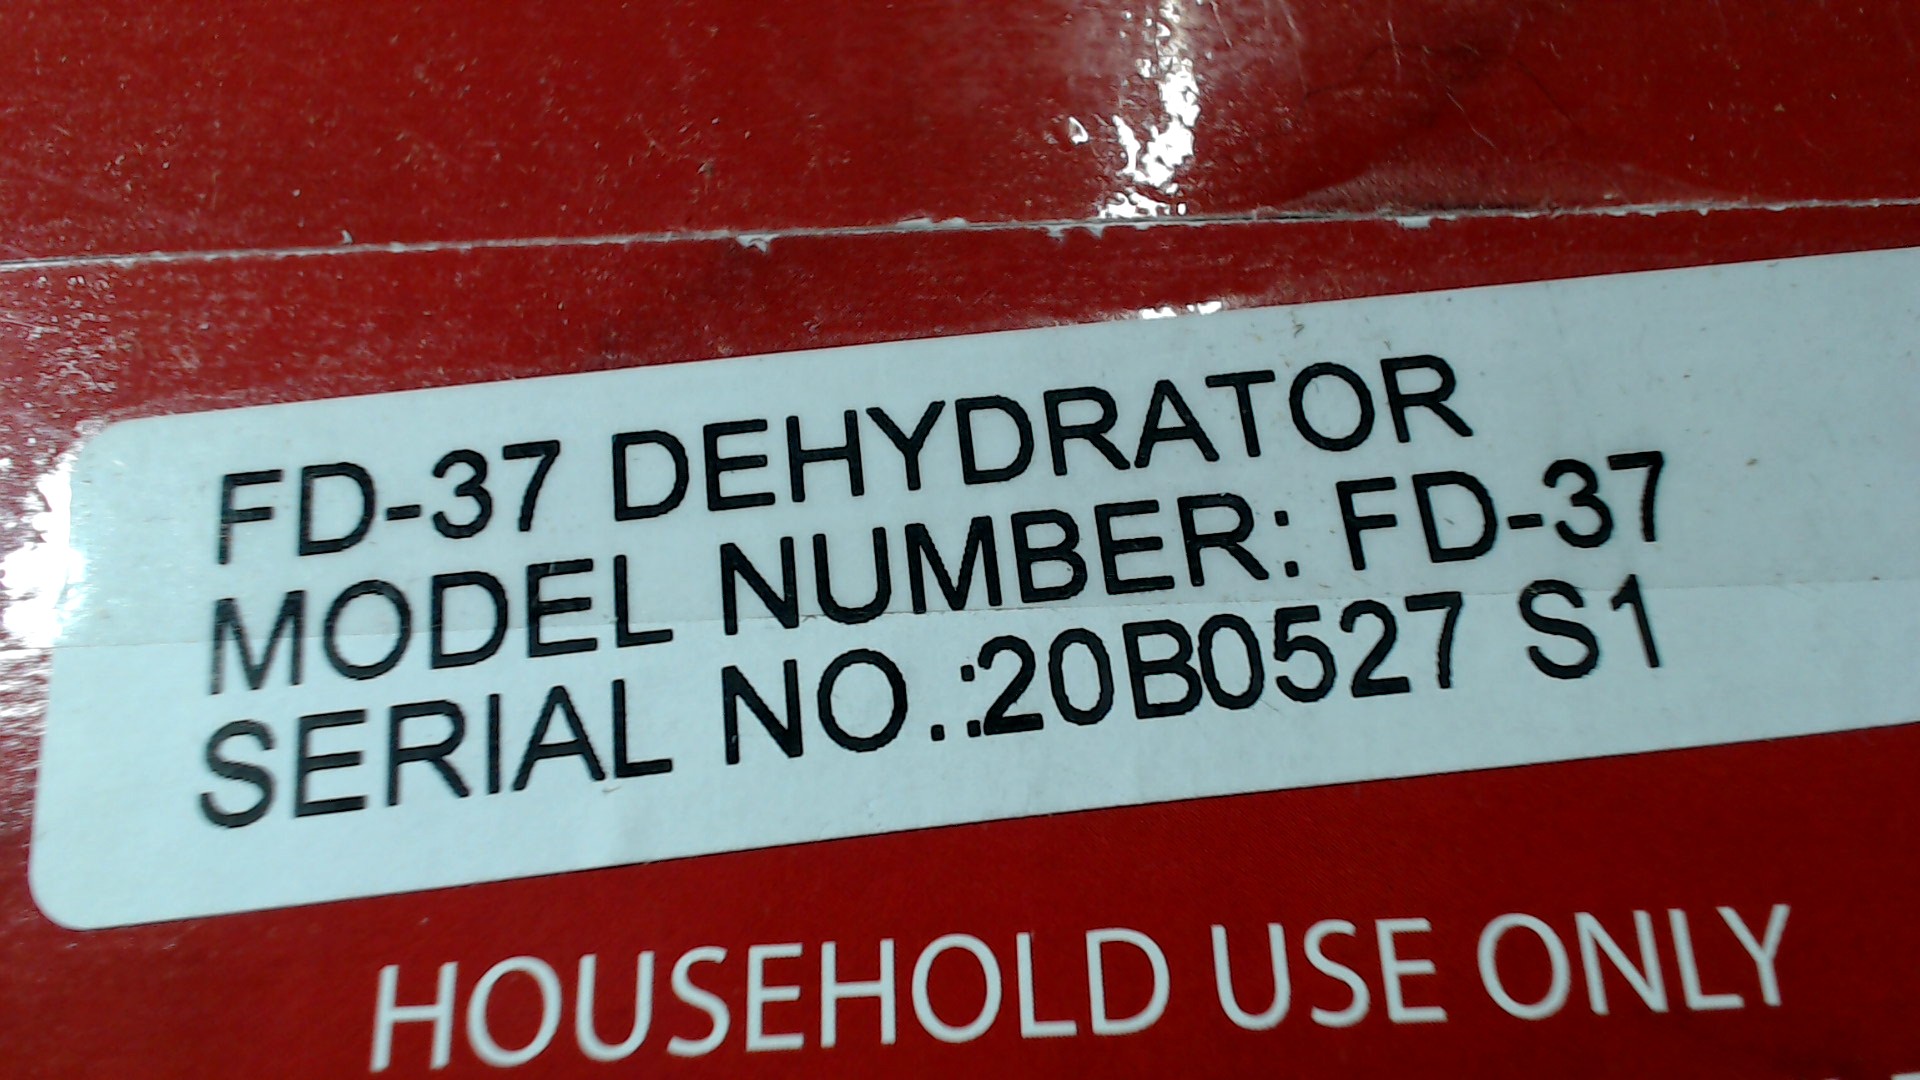 FD-37 DEHYDRATOR
MODEL NUMBER: FD-37
SERIAL NO.:20B0527 S1
HOUSEHOLD USE ONLY